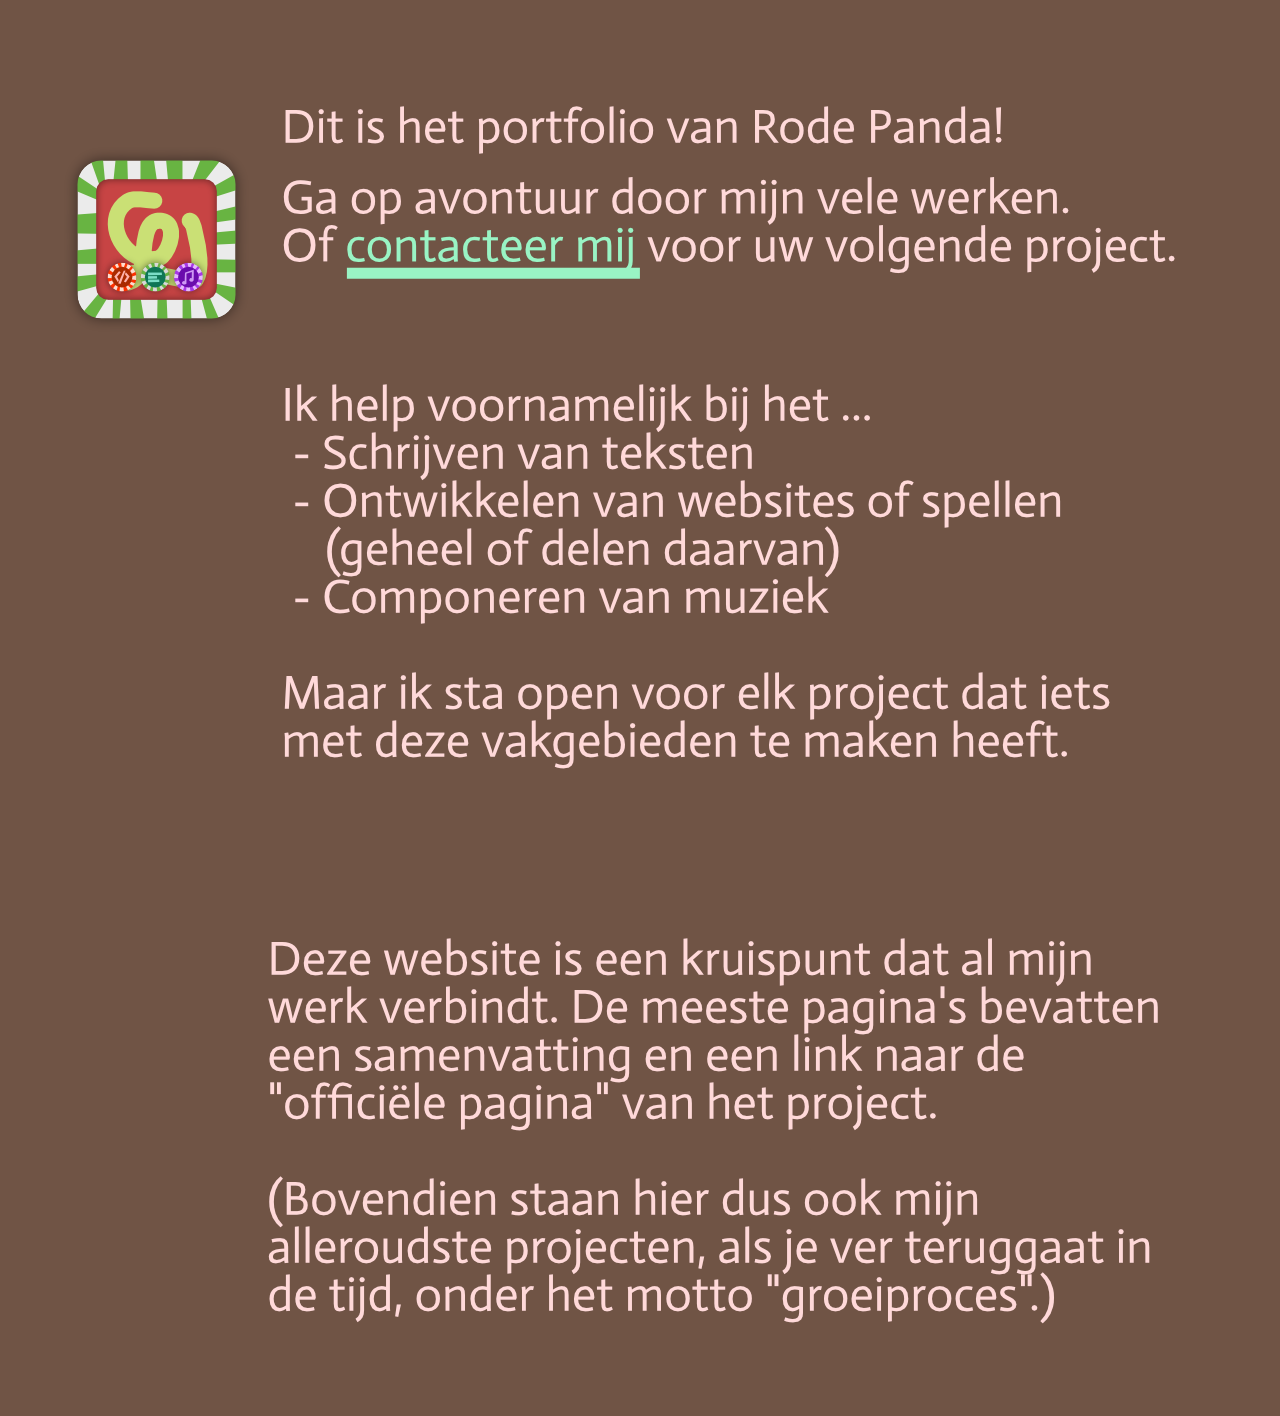 Dit is het portfolio van Rode Panda!
Ga op avontuur door mijn vele werken.
Of contacteer mij voor uw volgende project.
Ik help voornamelijk bij het ...
- Schrijven van teksten
- Ontwikkelen van websites of spellen
(geheel of delen daarvan)
- Componeren van muziek
Maar ik sta open voor elk project dat iets
met deze vakgebieden te maken heeft.
Deze website is een kruispunt dat al mijn
werk verbindt. De meeste pagina's bevatten
een samenvatting en een link naar de
"officiële pagina" van het project.
(Bovendien staan hier dus ook mijn
alleroudste projecten, als je ver teruggaat in
de tijd, onder het motto "groeiproces".)